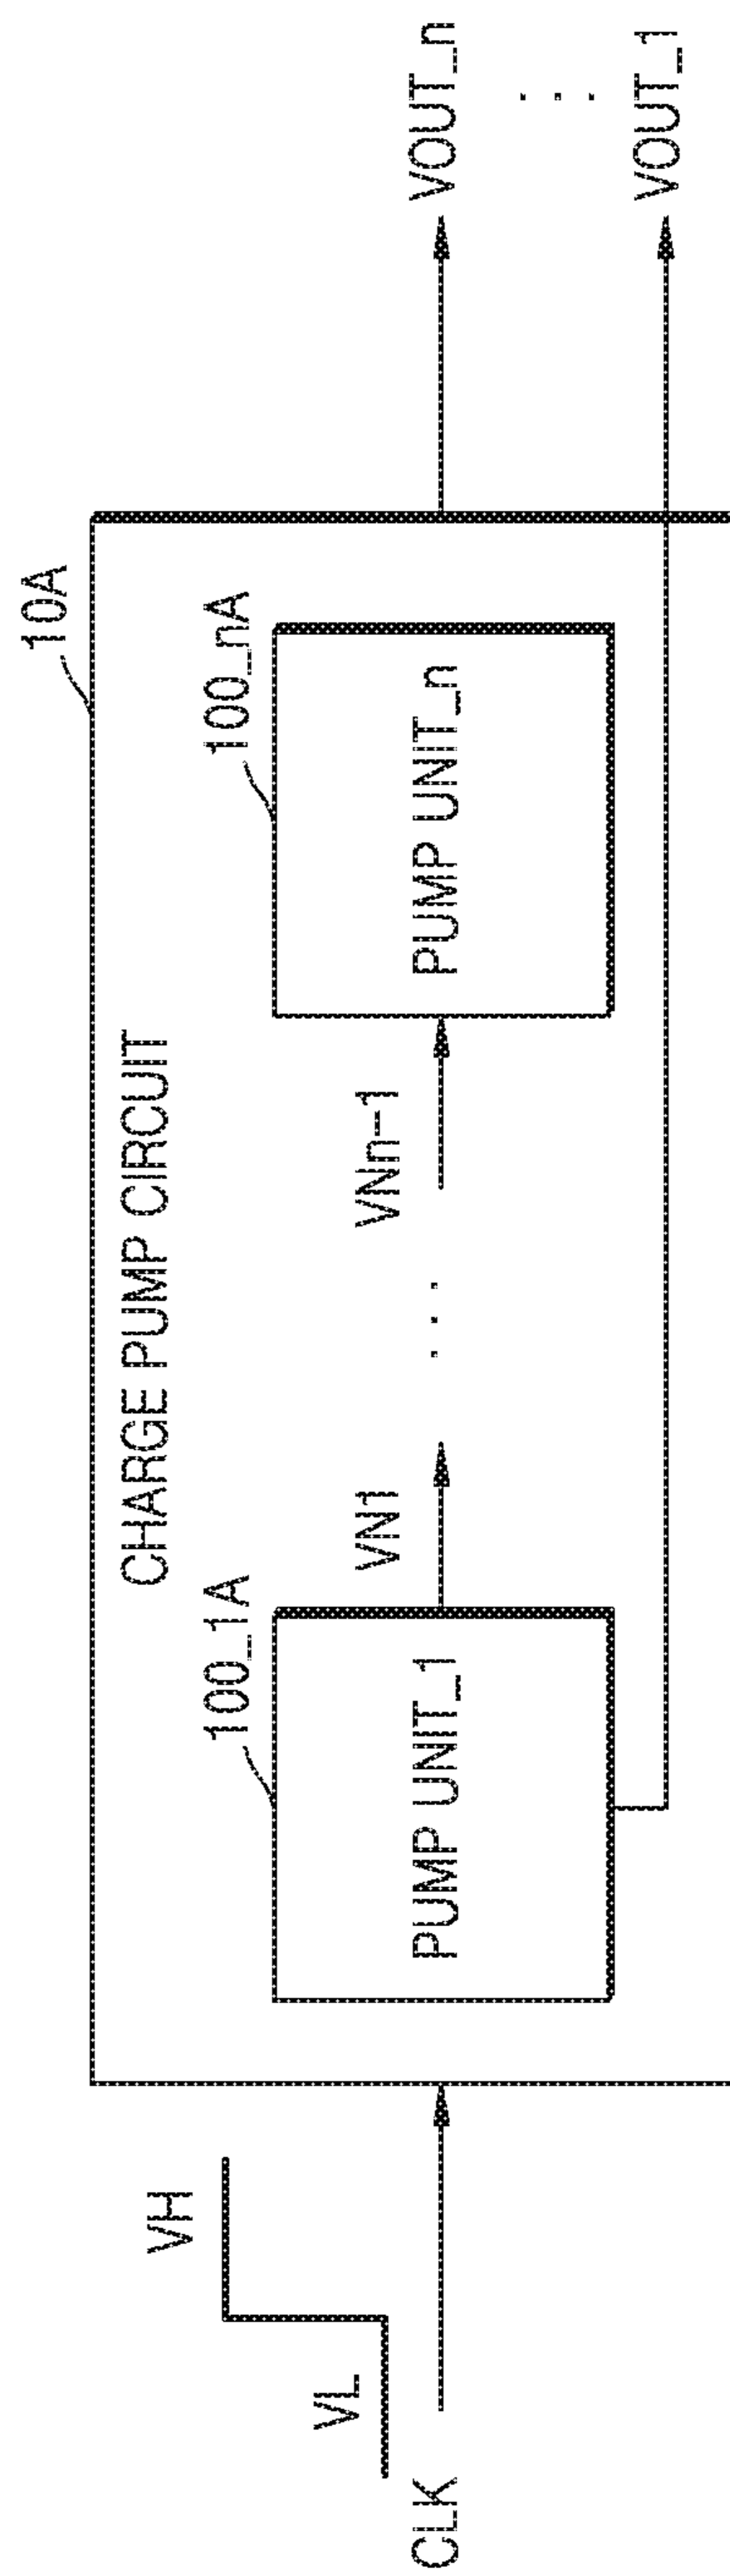 10A
CHARGE PUMP CIRCUIT
100_1A
100_nA
VH
VL
CLK
PUMP UNIT_1
VN1
. . .
VNn-1
PUMP UNIT_n
VOUT_n
. . .
VOUT_1